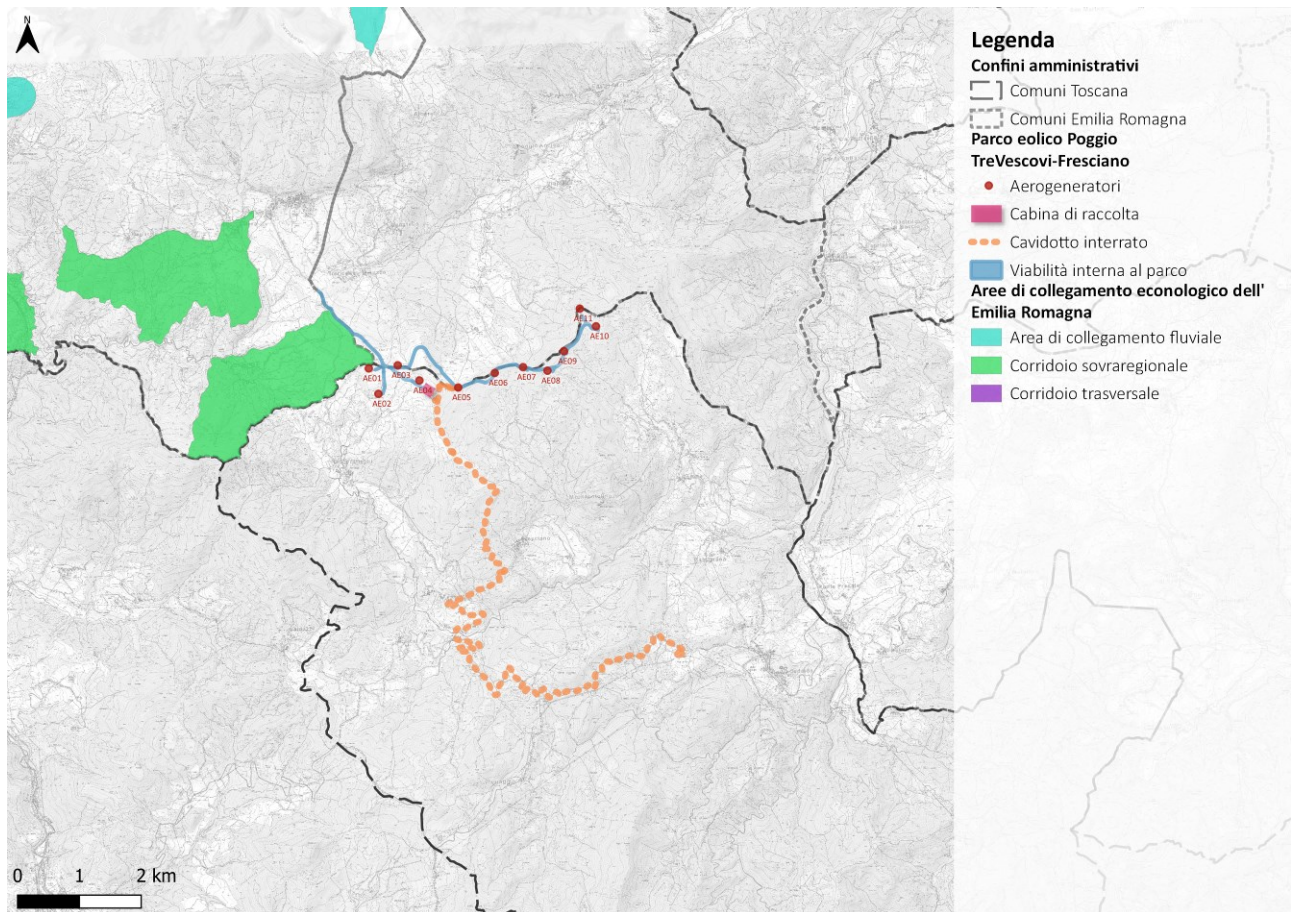 N
Legenda
Confini amministrativi
Comuni Toscana
Comuni Emilia Romagna
Parco eolico Poggio
TreVescovi-Fresciano
Aerogeneratori
Cabina di raccolta
Cavidotto interrato
Viabilità interna al parco
Aree di collegamento econologico dell'
Emilia Romagna
Area di collegamento fluviale
Corridoio sovraregionale
Corridoio trasversale
AE11
AE10
AE09
AE01
AE03
AE07
AE08
AE06
AE04
AE05
AE02
0 1 2 km